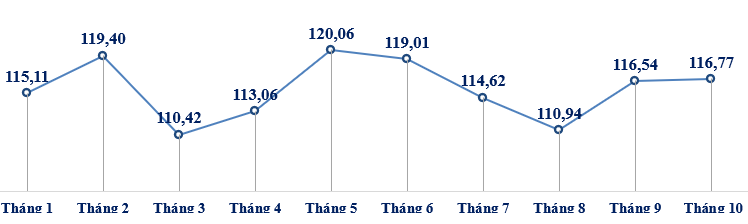 115,11 119,40 110,42 113,06 120,06 119,01 114,62 110,94 116,54 116,77
Tháng 1 Tháng 2 Tháng 3 Tháng 4 Tháng 5 Tháng 6 Tháng 7 Tháng 8 Tháng 9 Tháng 10